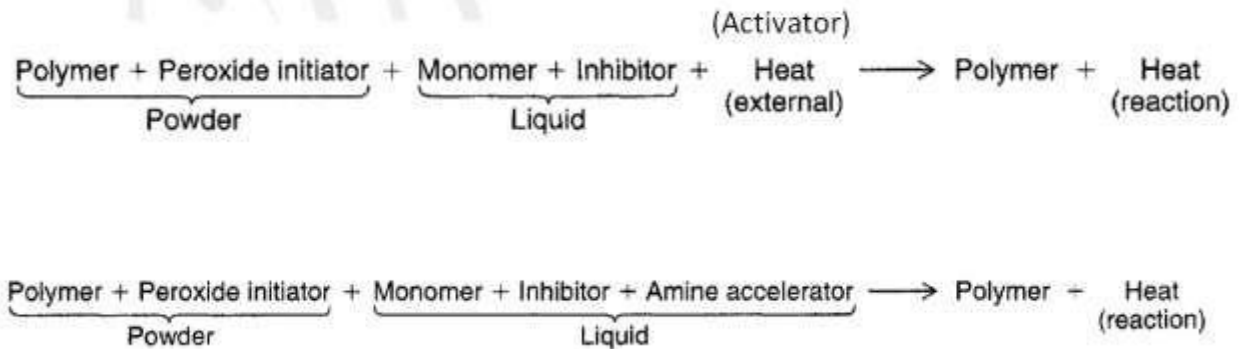 (Activator)
Polymer + Peroxide initiator + Monomer + Inhibitor + Heat ⟶ Polymer + Heat
Powder Liquid (external) (reaction)
Polymer + Peroxide initiator + Monomer + Inhibitor + Amine accelerator ⟶ Polymer + Heat
Powder Liquid (reaction)